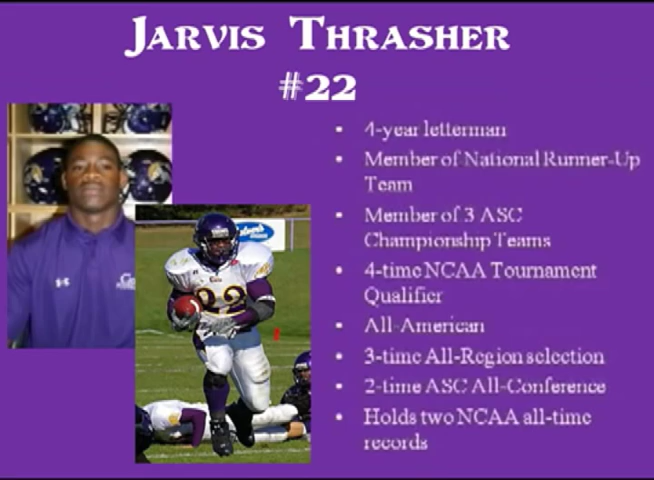 JARVIS THRASHER
#22
• 4-year letterman
• Member of National Runner-Up
Team
• Member of 3 ASC
Championship Teams
• 4-time NCAA Tournament
Qualifier
• All-American
• 3-time All-Region selection
• 2-time ASC All-Conference
• Holds two NCAA all-time
records
22